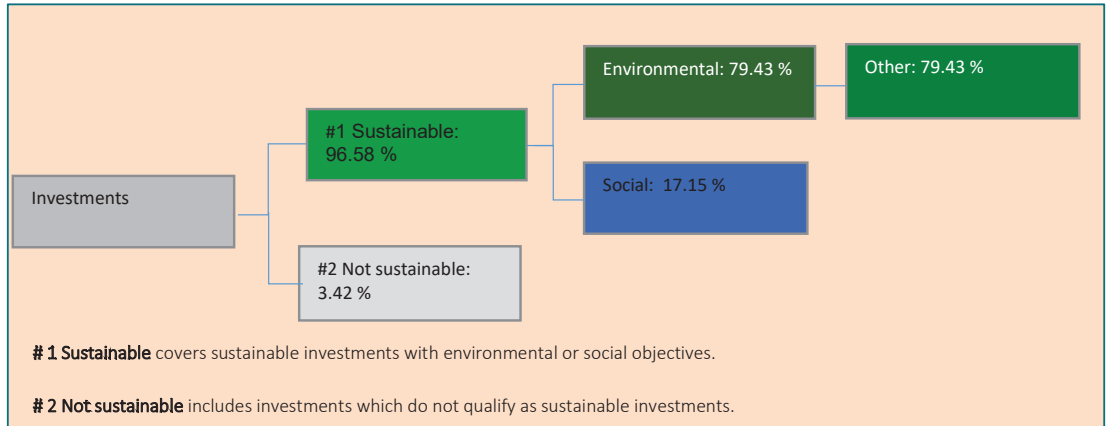 Environmental: 79.43 %
Other: 79.43 %
#1 Sustainable:
96.58 %
Social: 17.15 %
Investments
#2 Not sustainable:
3.42 %
# 1 Sustainable covers sustainable investments with environmental or social objectives.
# 2 Not sustainable includes investments which do not qualify as sustainable investments.